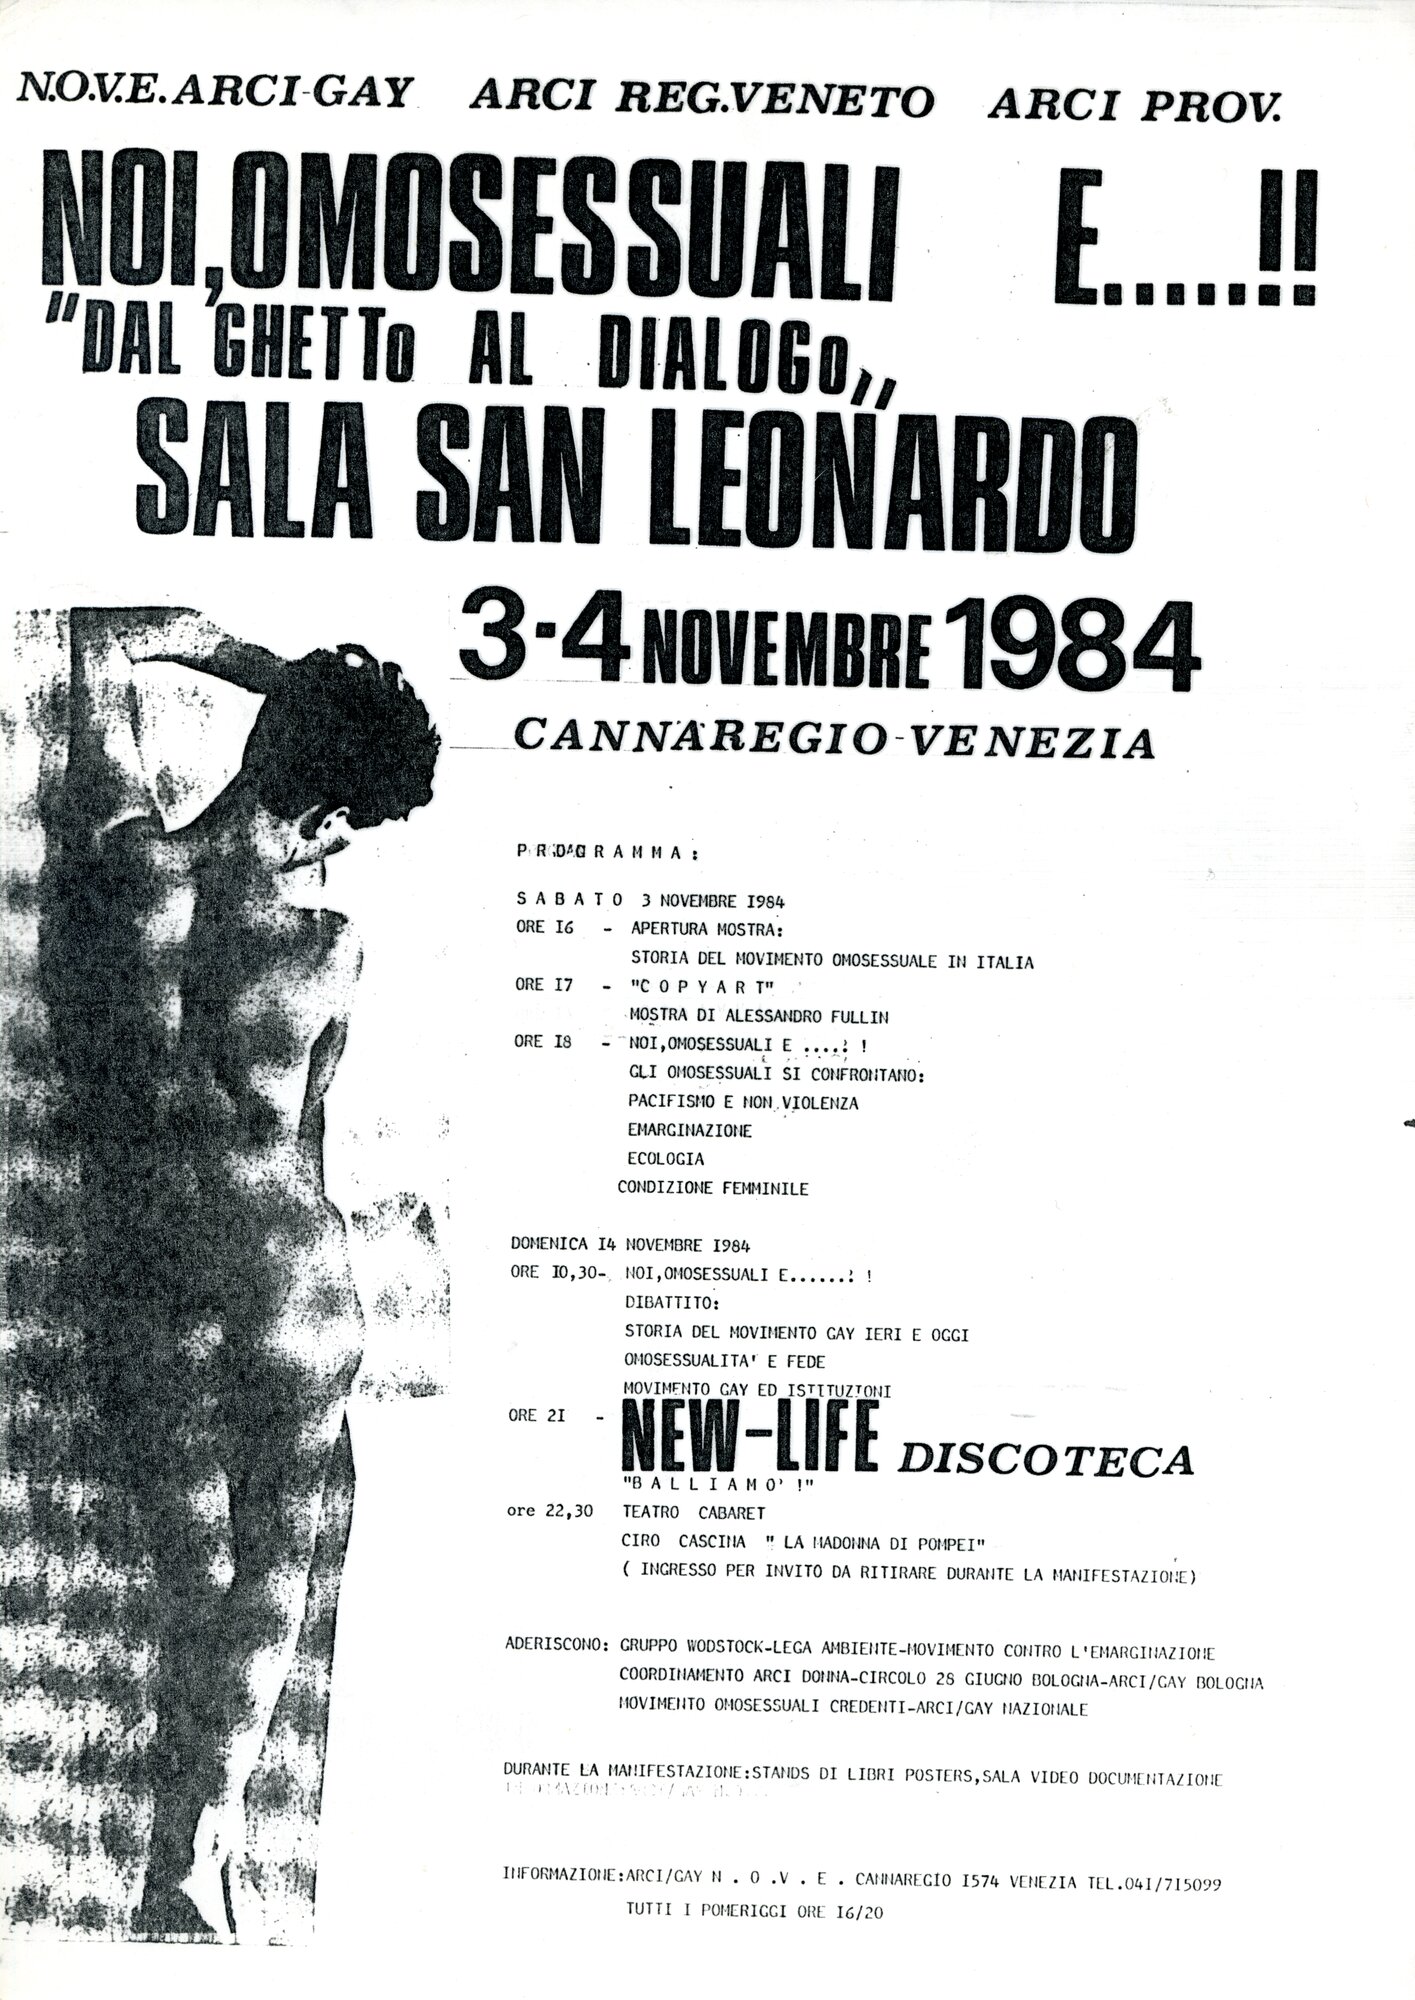 N.O.V.E. ARCI-GAY ARCI REG.VENETO ARCI PROV.
NOI,OMOSESSUALI E......!!
"DAL GHETTO AL DIALOGO,,
SALA SAN LEONARDO
3-4 NOVEMBRE 1984
CANNAREGIO-VENEZIA
PROGRAMMA:
SABATO 3 NOVEMBRE I984
ORE I6 - APERTURA MOSTRA:
STORIA DEL MOVIMENTO OMOSESSUALE IN ITALIA
ORE I7 - "COPYART"
MOSTRA DI ALESSANDRO FULLIN
ORE I8 - NOI,OMOSESSUALI E ....! !
GLI OMOSESSUALI SI CONFRONTANO:
PACIFISMO E NON VIOLENZA
EMARGINAZIONE
ECOLOGIA
CONDIZIONE FEMMINILE
DOMENICA I4 NOVEMBRE I984
ORE I0,30- NOI,OMOSESSUALI E......! !
DIBATTITO:
STORIA DEL MOVIMENTO GAY IERI E OGGI
OMOSESSUALITA' E FEDE
MOVIMENTO GAY ED ISTITUZIONI
ORE 2I - NEW-LIFE DISCOTECA
"BALLIAMO' !"
ore 22,30 TEATRO CABARET
CIRO CASCINA " LA MADONNA DI POMPEI"
( INGRESSO PER INVITO DA RITIRARE DURANTE LA MANIFESTAZIONE)
ADERISCONO: GRUPPO WODSTOCK-LEGA AMBIENTE-MOVIMENTO CONTRO L'EMARGINAZIONE
COORDINAMENTO ARCI DONNA-CIRCOLO 28 GIUGNO BOLOGNA-ARCI/GAY BOLOGNA
MOVIMENTO OMOSESSUALI CREDENTI-ARCI/GAY NAZIONALE
DURANTE LA MANIFESTAZIONE:STANDS DI LIBRI POSTERS,SALA VIDEO DOCUMENTAZIONE
INFORMAZIONE:ARCI/GAY N . O .V . E . CANNAREGIO I574 VENEZIA TEL.041/715099
TUTTI I POMERIGGI ORE I6/20